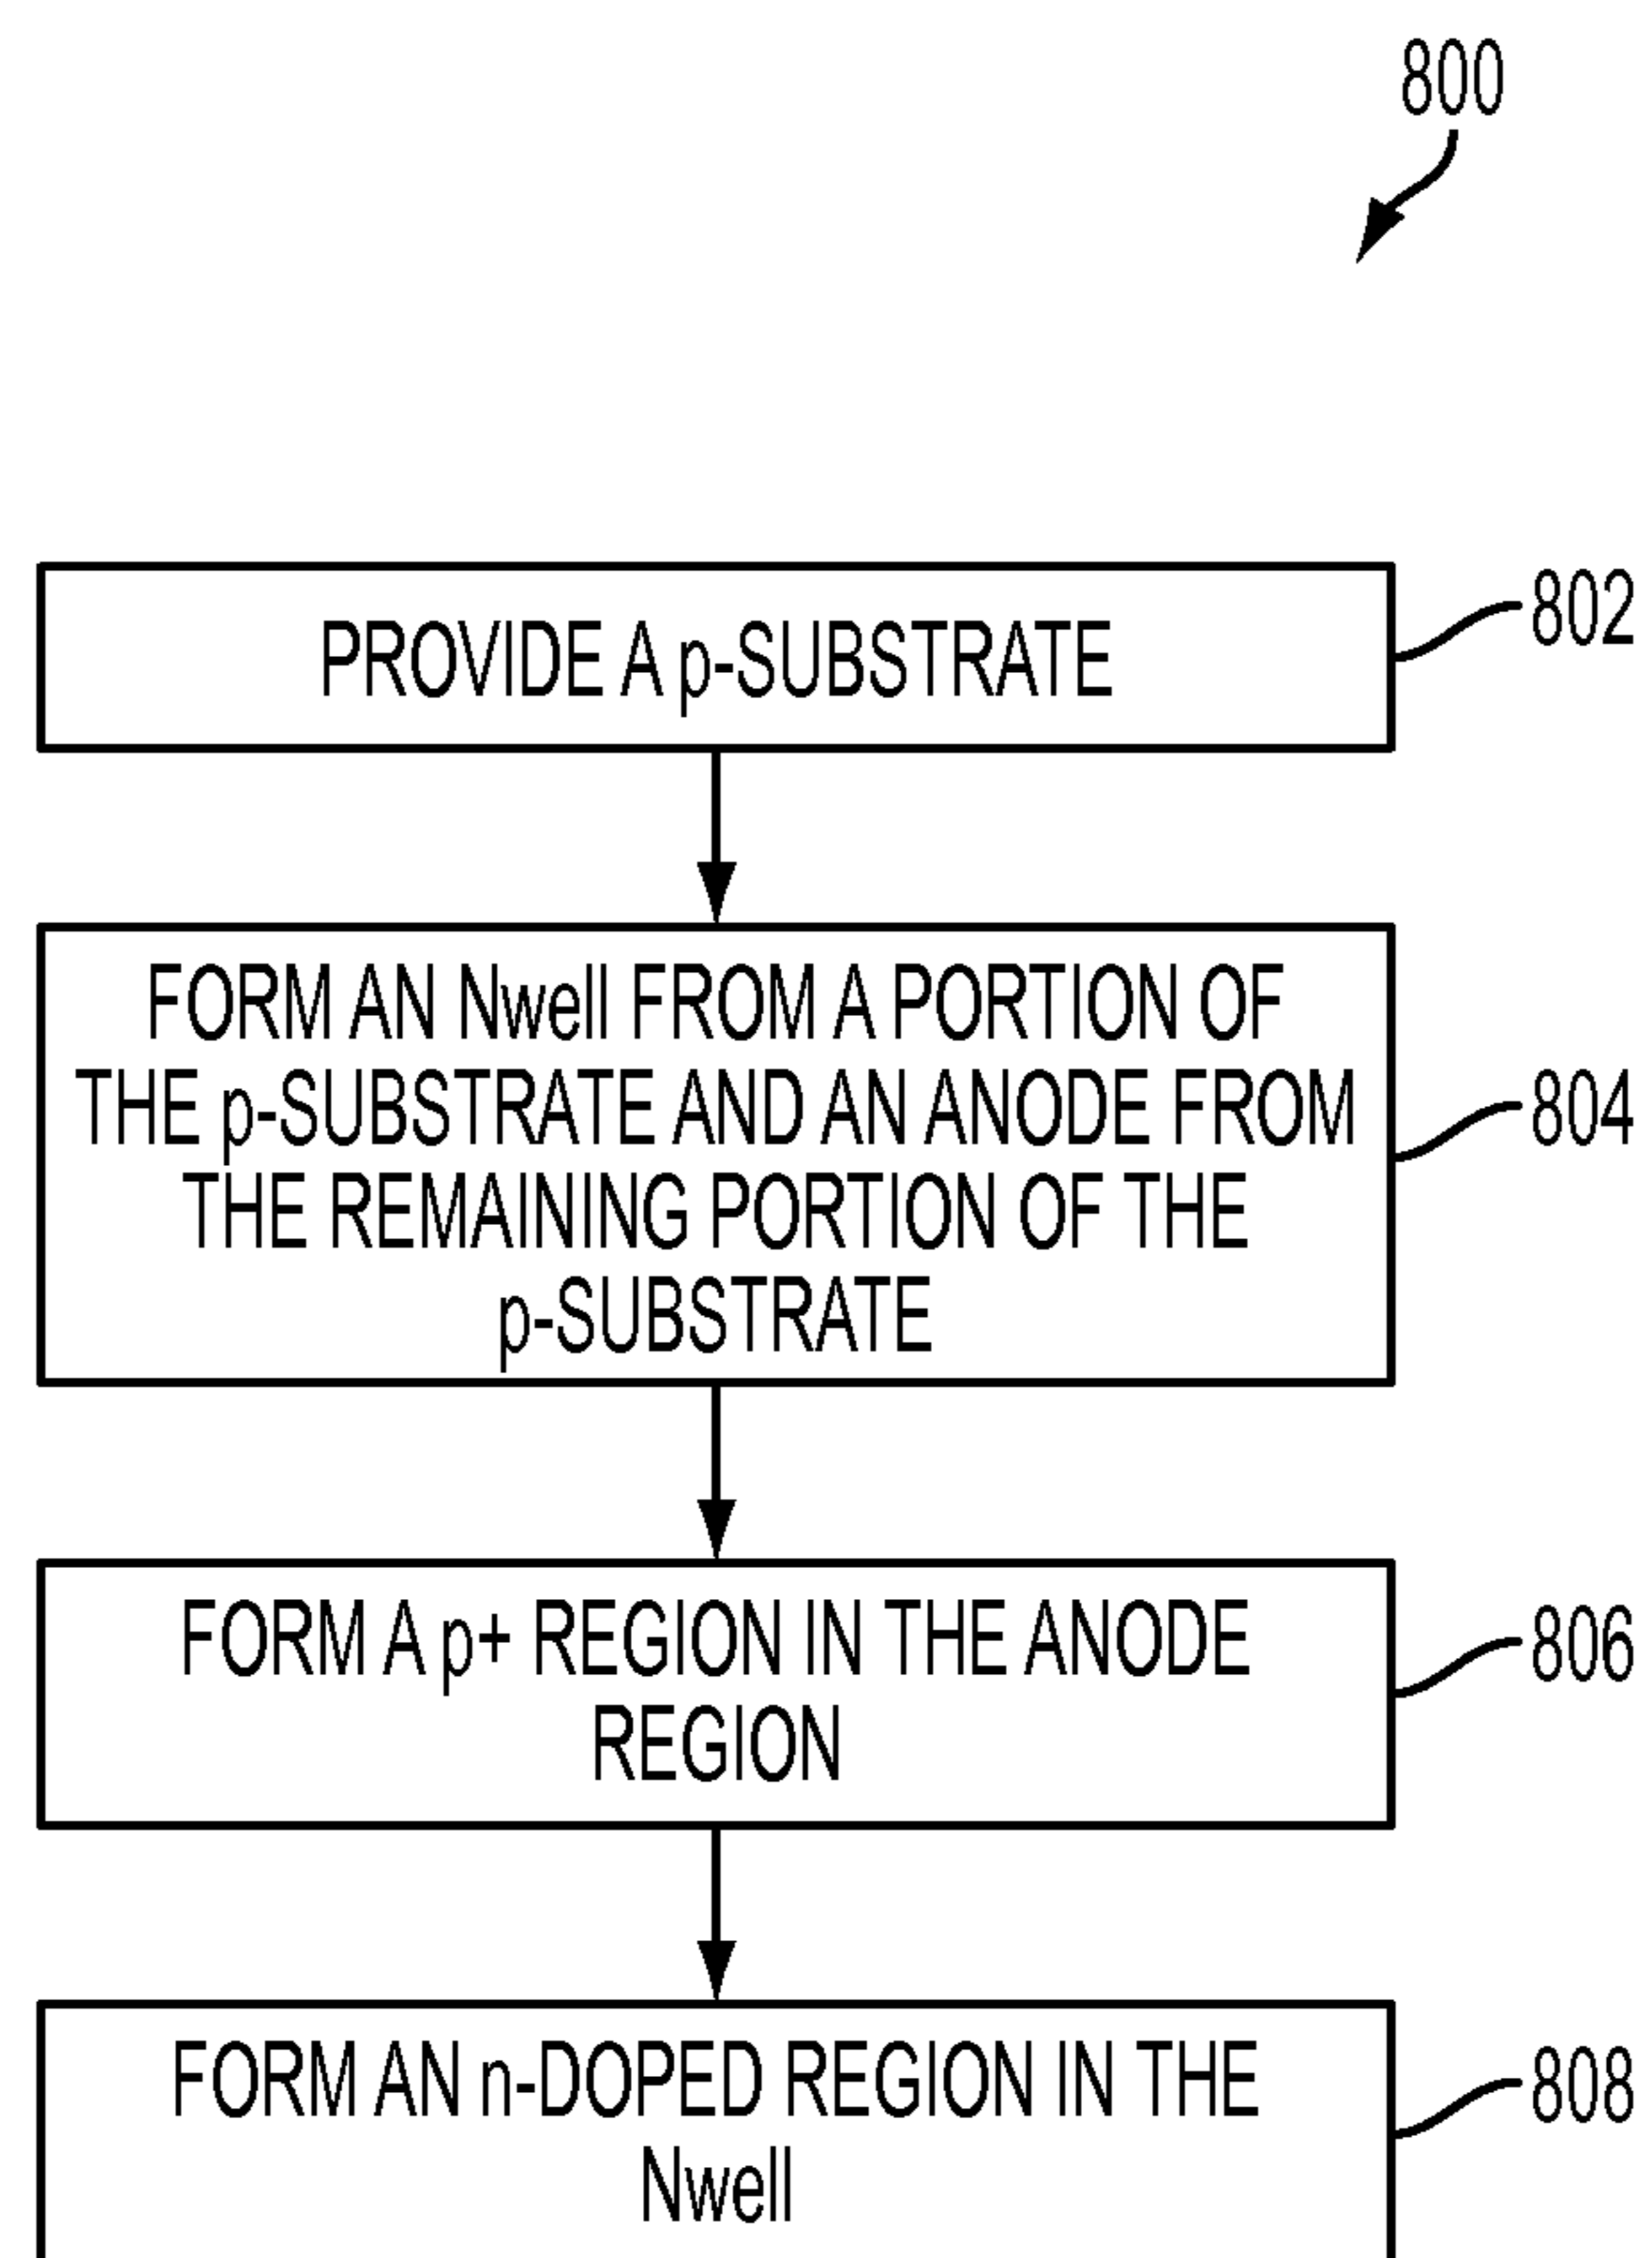 800
PROVIDE A p-SUBSTRATE
802
FORM AN Nwell FROM A PORTION OF
THE p-SUBSTRATE AND AN ANODE FROM
THE REMAINING PORTION OF THE
p-SUBSTRATE
804
FORM A p+ REGION IN THE ANODE
REGION
806
FORM AN n-DOPED REGION IN THE
Nwell
808